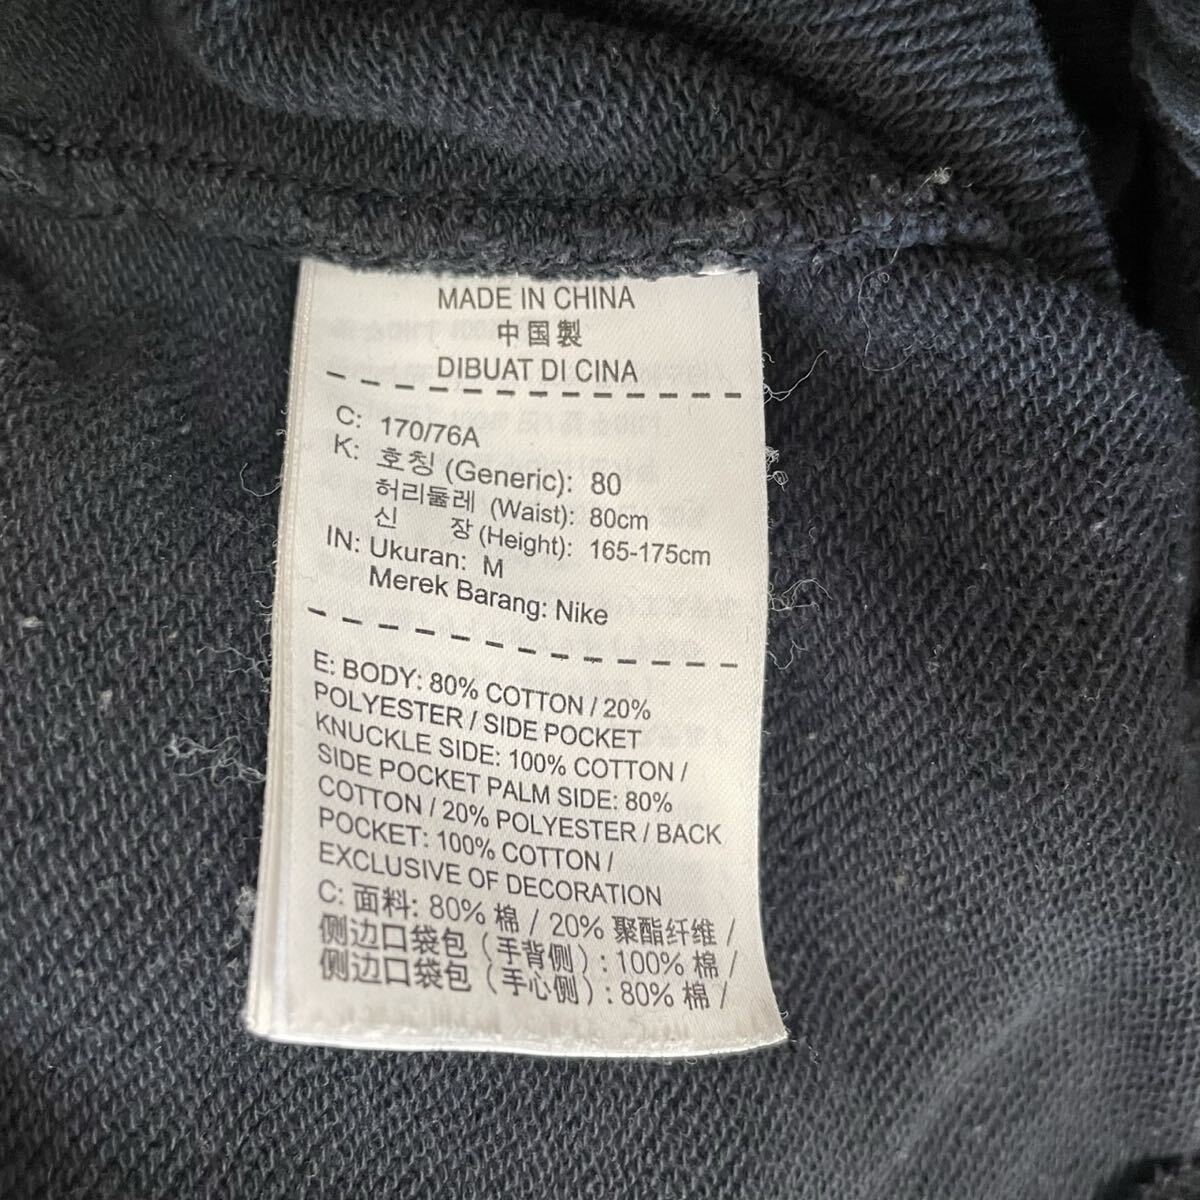 MADE IN CHINA
中国製
DIBUAT DI CINA
C: 170/76A
K: 호칭 (Generic): 80
허리둘레 (Waist): 80cm
신 장 (Height): 165-175cm
IN: Ukuran: M
Merek Barang: Nike
E: BODY: 80% COTTON / 20%
POLYESTER / SIDE POCKET
KNUCKLE SIDE: 100% COTTON /
SIDE POCKET PALM SIDE: 80%
COTTON / 20% POLYESTER / BACK
POCKET: 100% COTTON /
EXCLUSIVE OF DECORATION
C: 面料: 80% 棉 / 20% 聚酯纤维 /
侧边口袋包（手背侧）: 100% 棉 /
侧边口袋包（手心侧）: 80% 棉 /